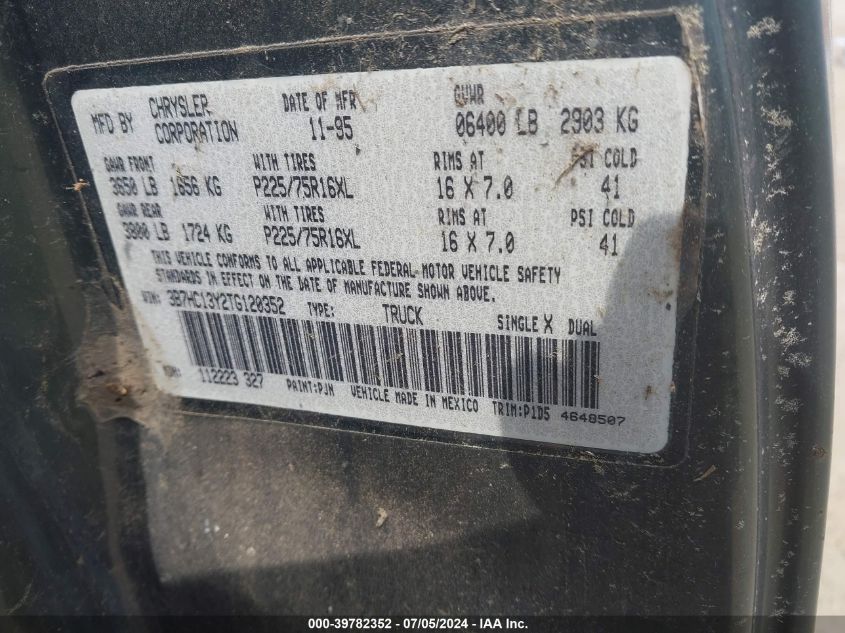 MFD BY CHRYSLER CORPORATION DATE OF MFR 11-95 GVWR 06400 LB 2903 KG
GAWR FRONT WITH TIRES RIMS AT PSI COLD
3650 LB 1656 KG P225/75R16XL 16 X 7.0 41
GAWR REAR WITH TIRES RIMS AT PSI COLD
3800 LB 1724 KG P225/75R16XL 16 X 7.0 41
THIS VEHICLE CONFORMS TO ALL APPLICABLE FEDERAL MOTOR VEHICLE SAFETY
STANDARDS IN EFFECT ON THE DATE OF MANUFACTURE SHOWN ABOVE.
VIN: 3B7HC13Y2TG120352 TYPE: TRUCK SINGLE X DUAL
MDH: 112223 327 PAINT:PJN VEHICLE MADE IN MEXICO TRIM:P1D5 4648507
000-39782352 - 07/05/2024 - IAA Inc.